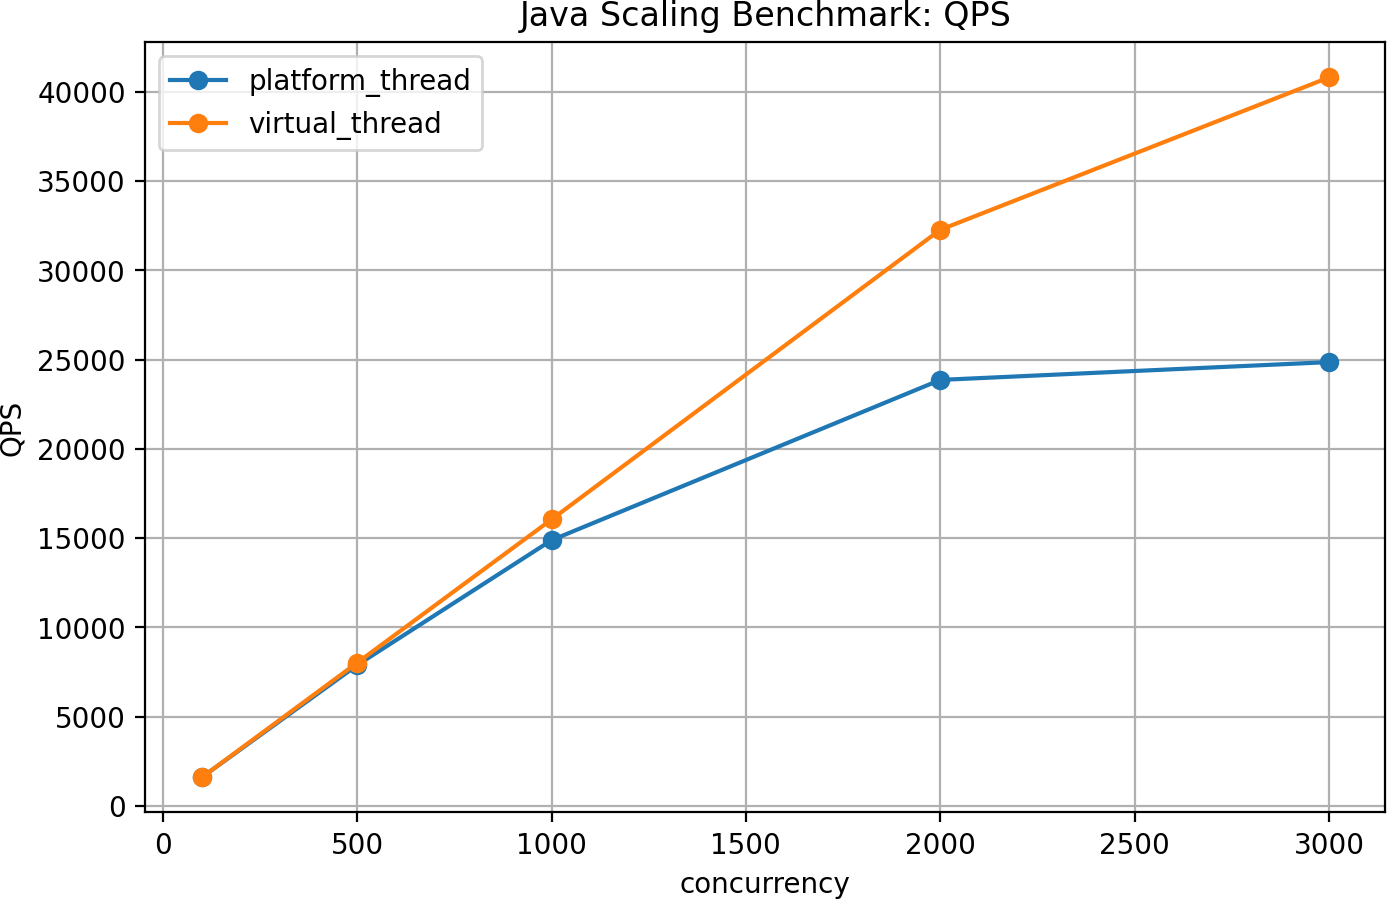 Java Scaling Benchmark: QPS
platform_thread
virtual_thread
40000
35000
30000
25000
20000
15000
10000
5000
0
QPS
0 500 1000 1500 2000 2500 3000
concurrency